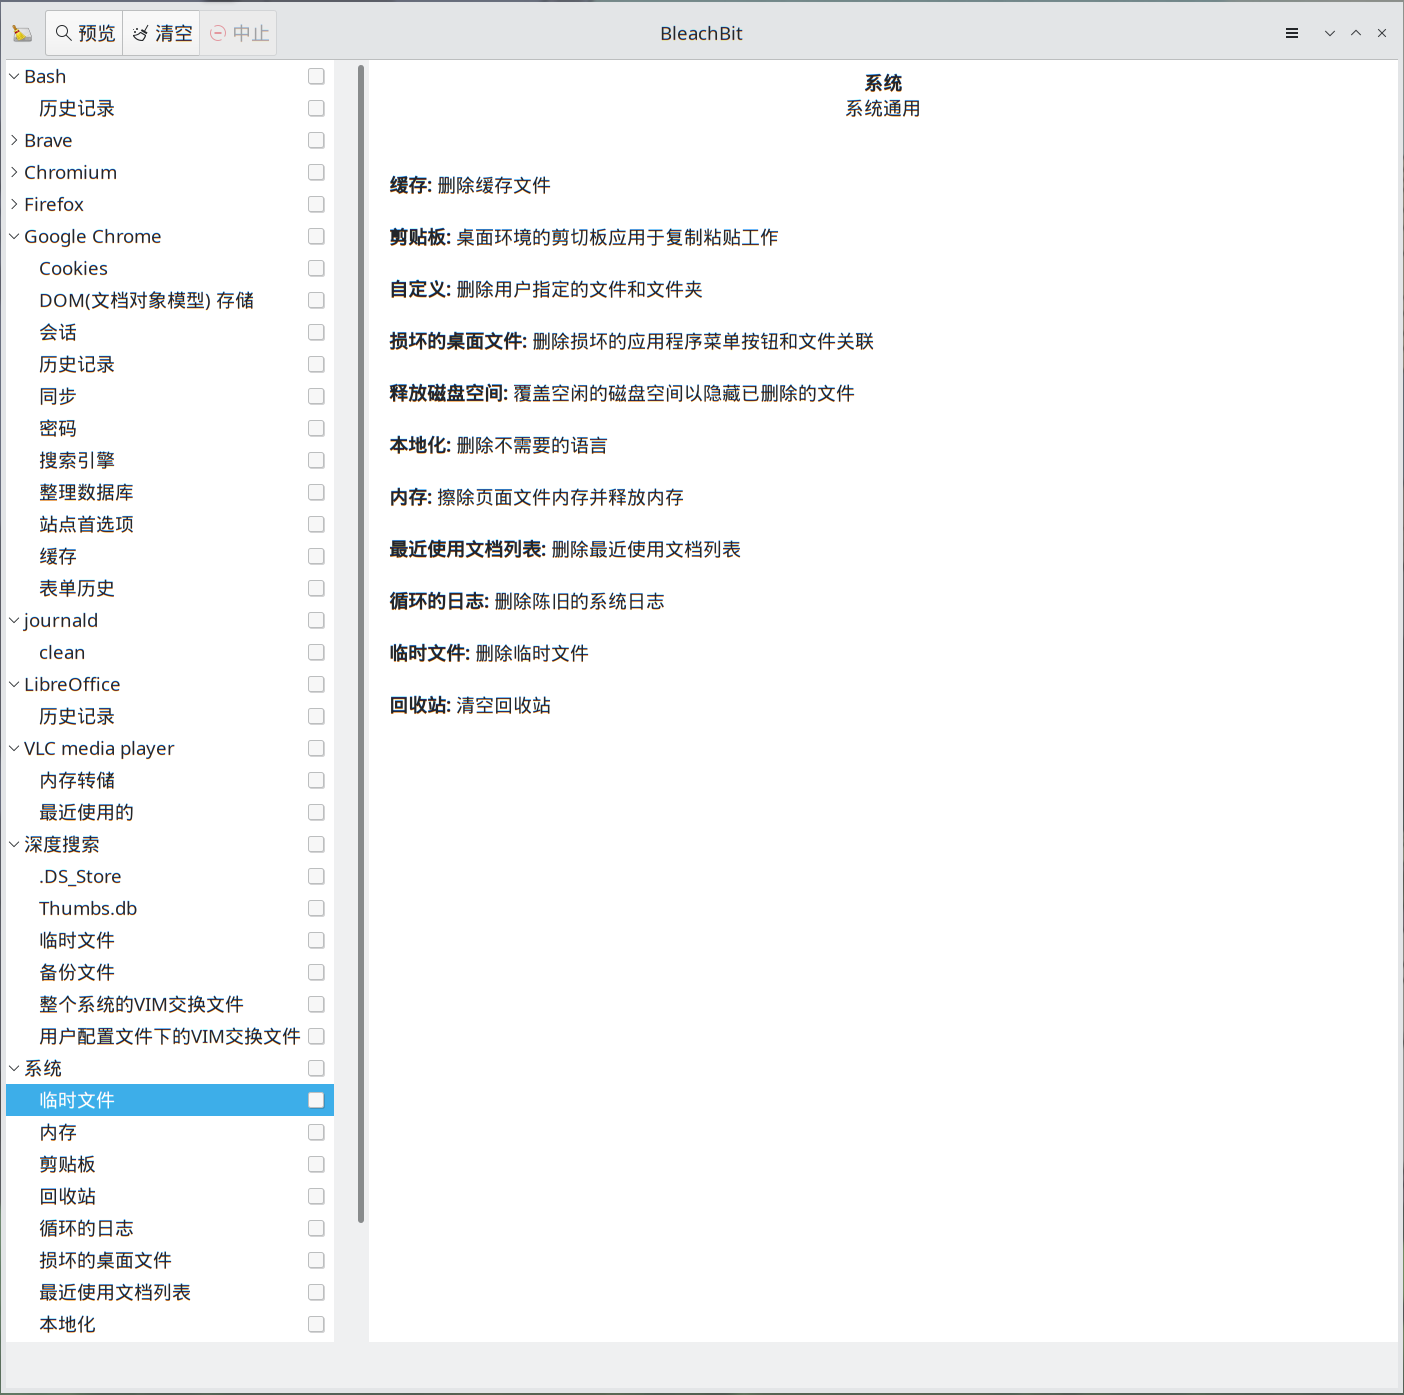 预览 清空 中止 BleachBit
Bash
历史记录
Brave
Chromium
Firefox
Google Chrome
Cookies
DOM(文档对象模型) 存储
会话
历史记录
同步
密码
搜索引擎
整理数据库
站点首选项
缓存
表单历史
journald
clean
LibreOffice
历史记录
VLC media player
内存转储
最近使用的
深度搜索
.DS_Store
Thumbs.db
临时文件
备份文件
整个系统的VIM交换文件
用户配置文件下的VIM交换文件
系统
临时文件
内存
剪贴板
回收站
循环的日志
损坏的桌面文件
最近使用文档列表
本地化
系统
系统通用
缓存: 删除缓存文件
剪贴板: 桌面环境的剪切板应用于复制粘贴工作
自定义: 删除用户指定的文件和文件夹
损坏的桌面文件: 删除损坏的应用程序菜单按钮和文件关联
释放磁盘空间: 覆盖空闲的磁盘空间以隐藏已删除的文件
本地化: 删除不需要的语言
内存: 擦除页面文件内存并释放内存
最近使用文档列表: 删除最近使用文档列表
循环的日志: 删除陈旧的系统日志
临时文件: 删除临时文件
回收站: 清空回收站